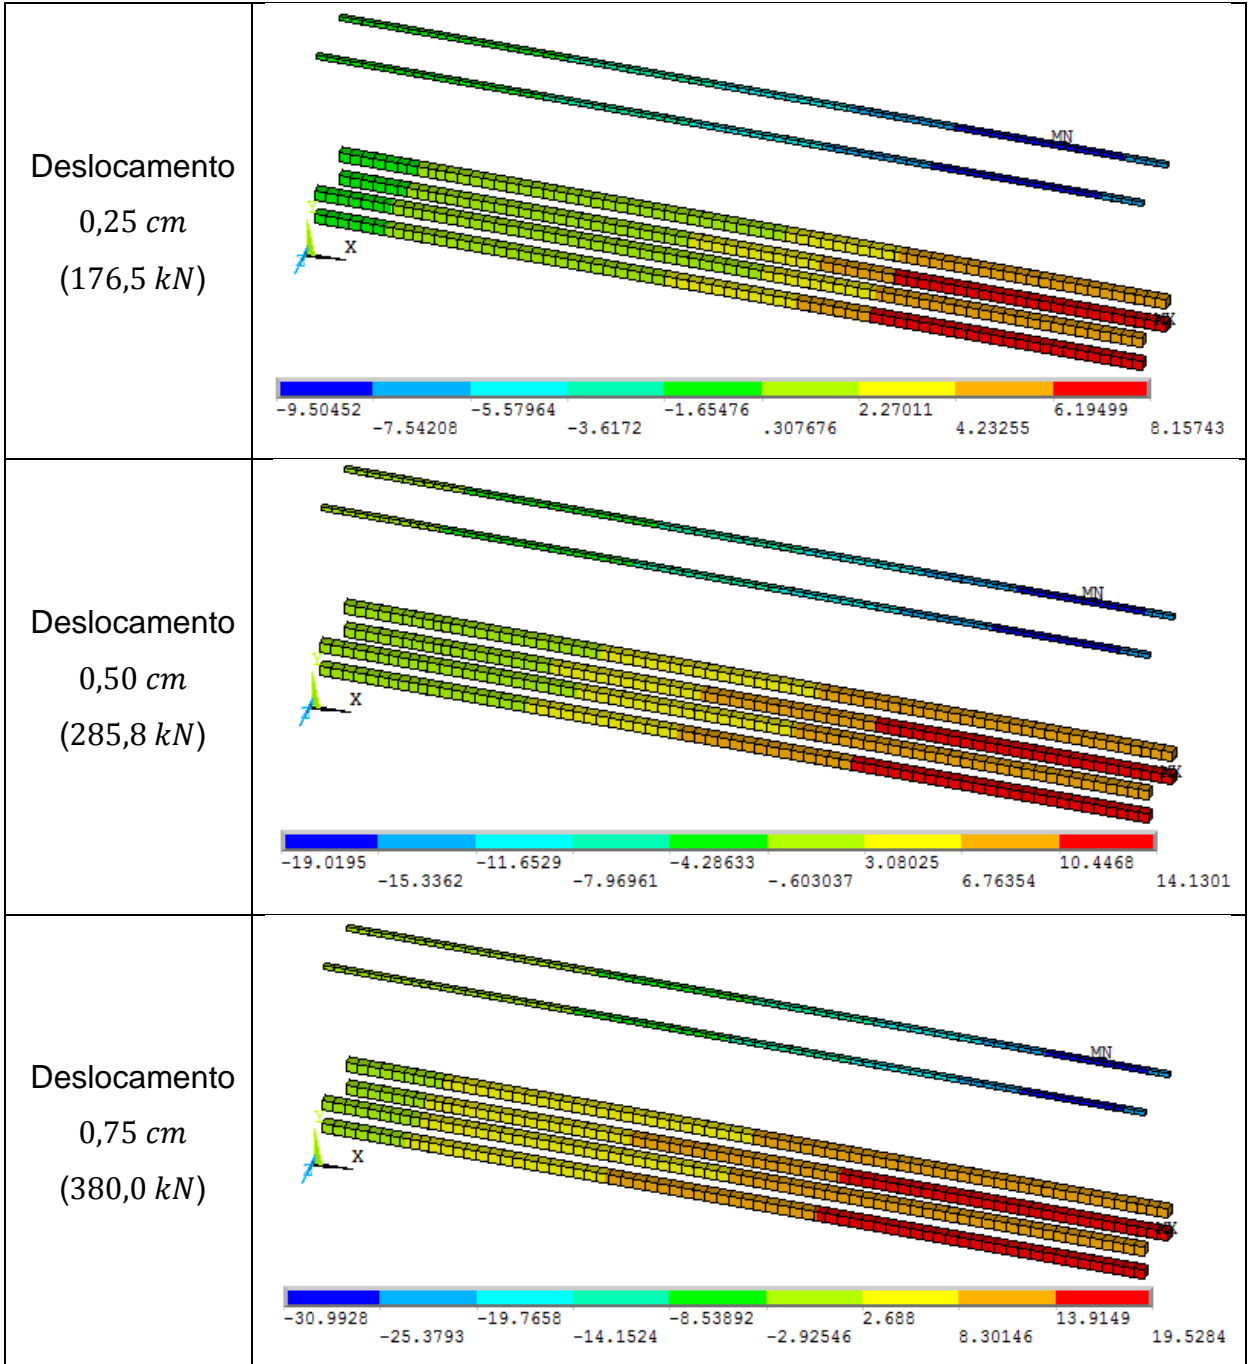 Deslocamento
0,25 cm
(176,5 kN)
MN
Y
Z
X
MX
-9.50452 -5.57964 -1.65476 2.27011 6.19499
-7.54208 -3.6172 .307676 4.23255 8.15743
Deslocamento
0,50 cm
(285,8 kN)
MN
Y
Z
X
MX
-19.0195 -11.6529 -4.28633 3.08025 10.4468
-15.3362 -7.96961 -.603037 6.76354 14.1301
Deslocamento
0,75 cm
(380,0 kN)
MN
Y
Z
X
MX
-30.9928 -19.7658 -8.53892 2.688 13.9149
-25.3793 -14.1524 -2.92546 8.30146 19.5284